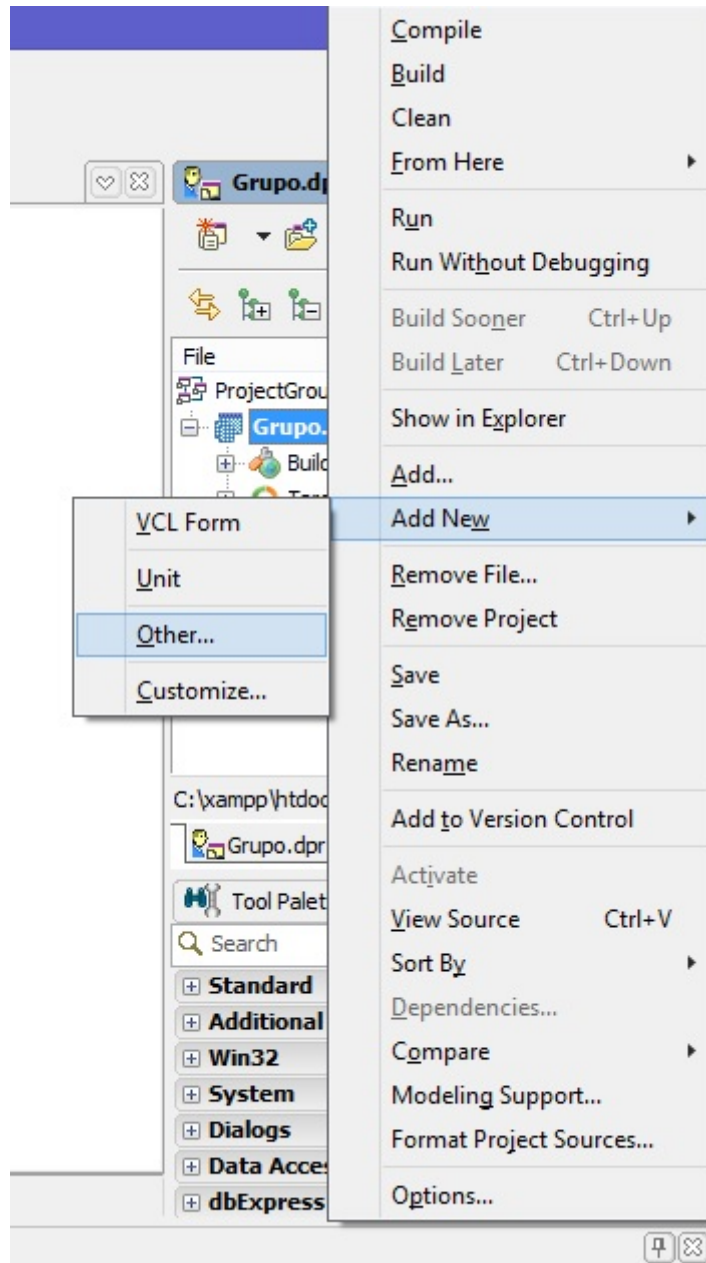 Compile
Build
Clean
From Here
Run
Run Without Debugging
Build Sooner Ctrl+Up
Build Later Ctrl+Down
Show in Explorer
Add...
Add New
Remove File...
Remove Project
Save
Save As...
Rename
Add to Version Control
Activate
View Source Ctrl+V
Sort By
Dependencies...
Compare
Modeling Support...
Format Project Sources...
Options...
VCL Form
Unit
Other...
Customize...
Grupo.dp
File
ProjectGrou
Grupo.
Build
C:\xampp\htdoc
Grupo.dpr
Tool Palet
Search
Standard
Additional
Win32
System
Dialogs
Data Acces
dbExpress